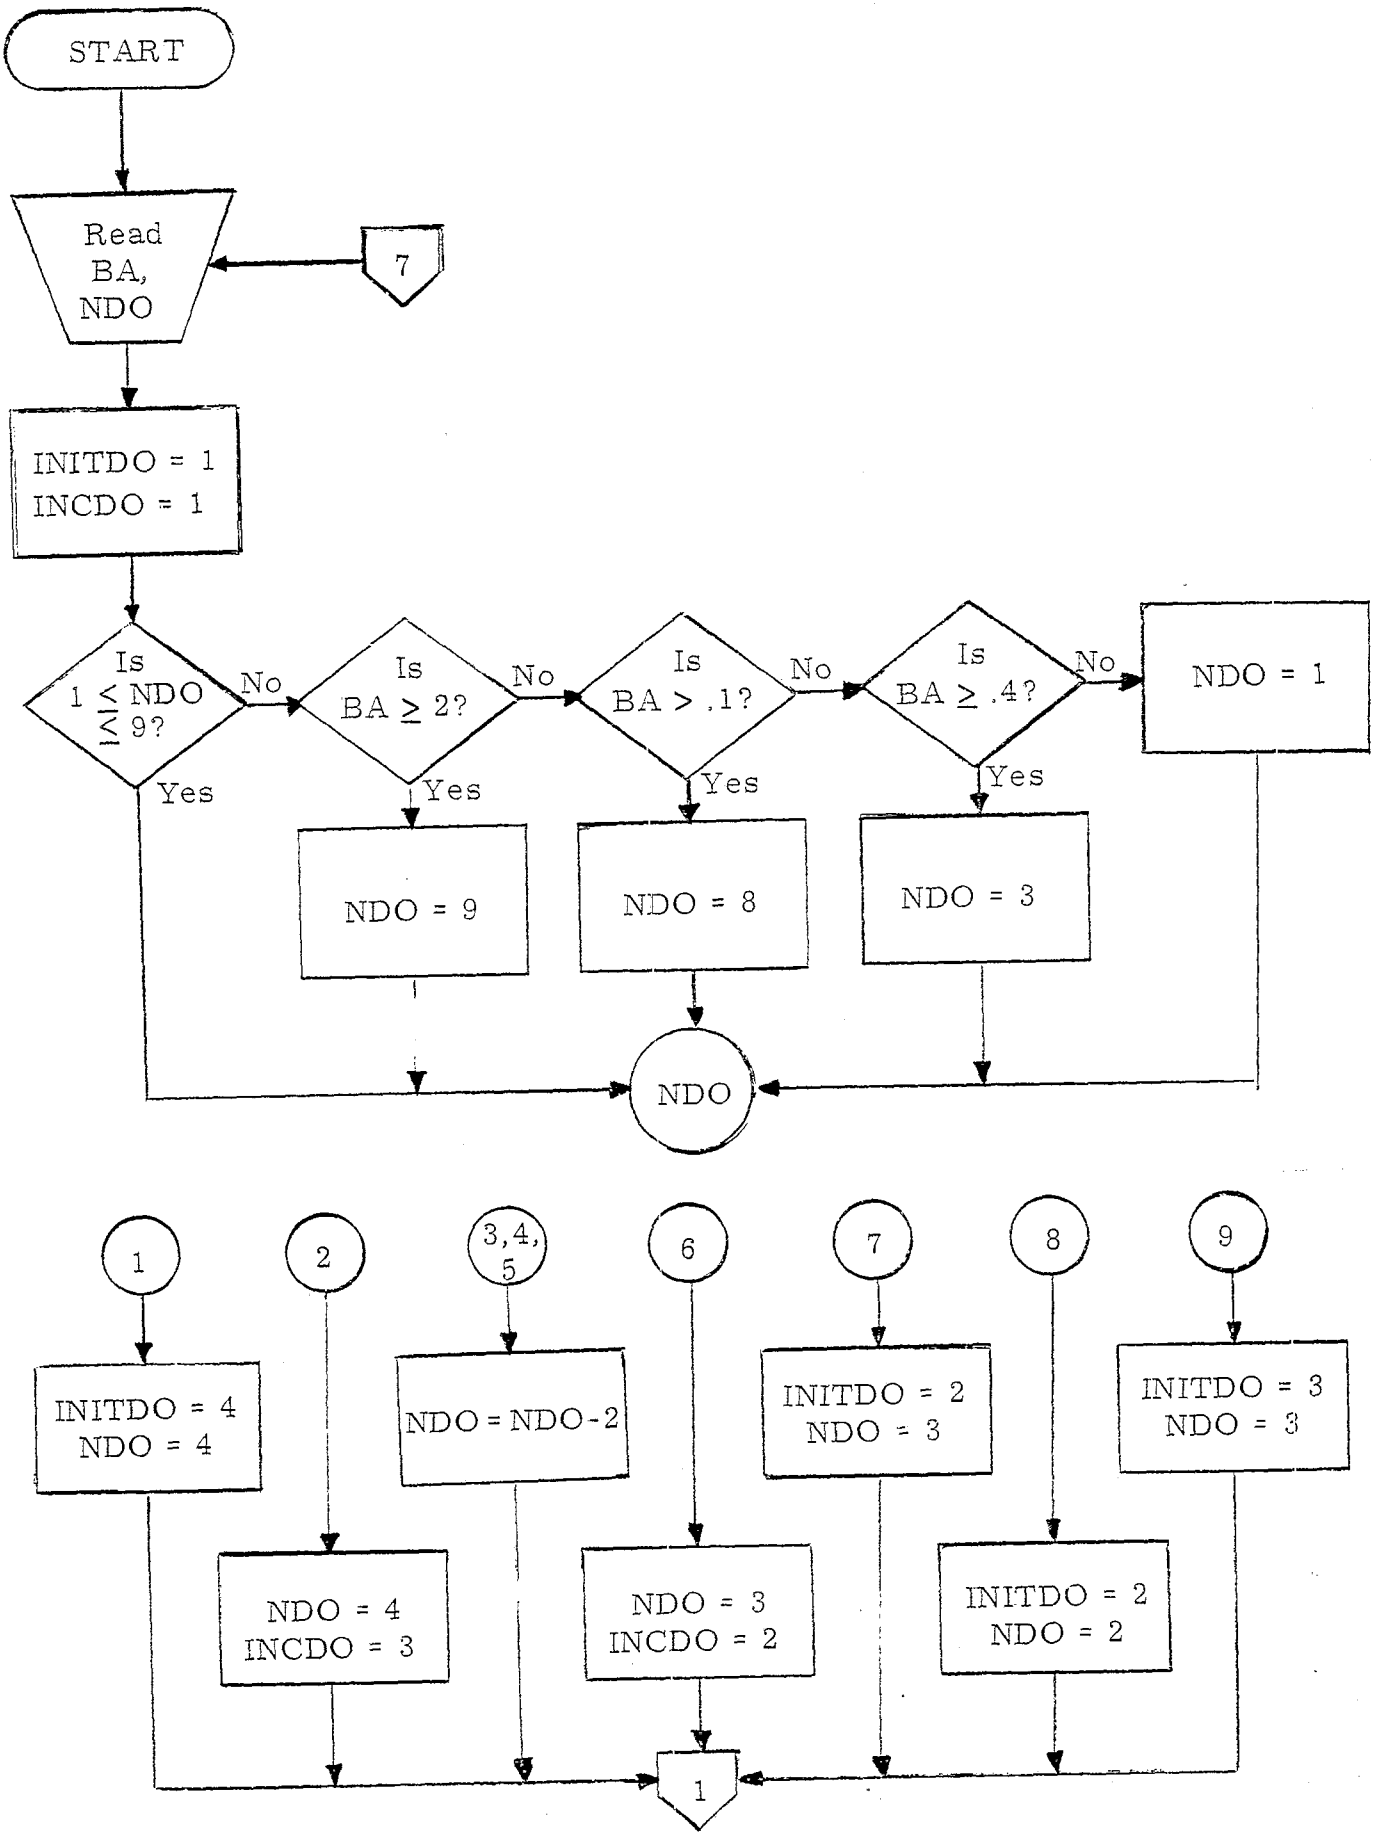 START
Read
BA,
NDO
7
INITDO = 1
INCDO = 1
Is
1 ≤ NDO
≤ 9?
No
Yes
Is
BA ≥ 2?
No
Yes
Is
BA > .1?
No
Yes
Is
BA ≥ .4?
No
Yes
NDO = 1
NDO = 9
NDO = 8
NDO = 3
NDO
1
2
3,4,
5
6
7
8
9
INITDO = 4
NDO = 4
NDO = NDO-2
INITDO = 2
NDO = 3
INITDO = 3
NDO = 3
NDO = 4
INCDO = 3
NDO = 3
INCDO = 2
INITDO = 2
NDO = 2
1